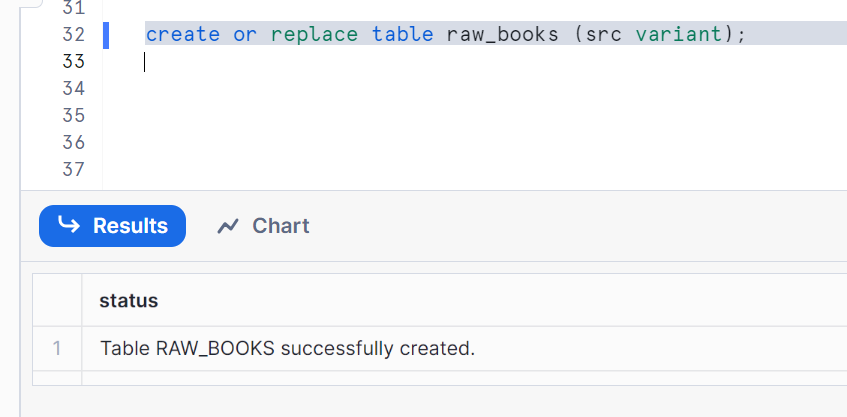 31
32 create or replace table raw_books (src variant);
33
34
35
36
37
Results Chart
status
1 Table RAW_BOOKS successfully created.